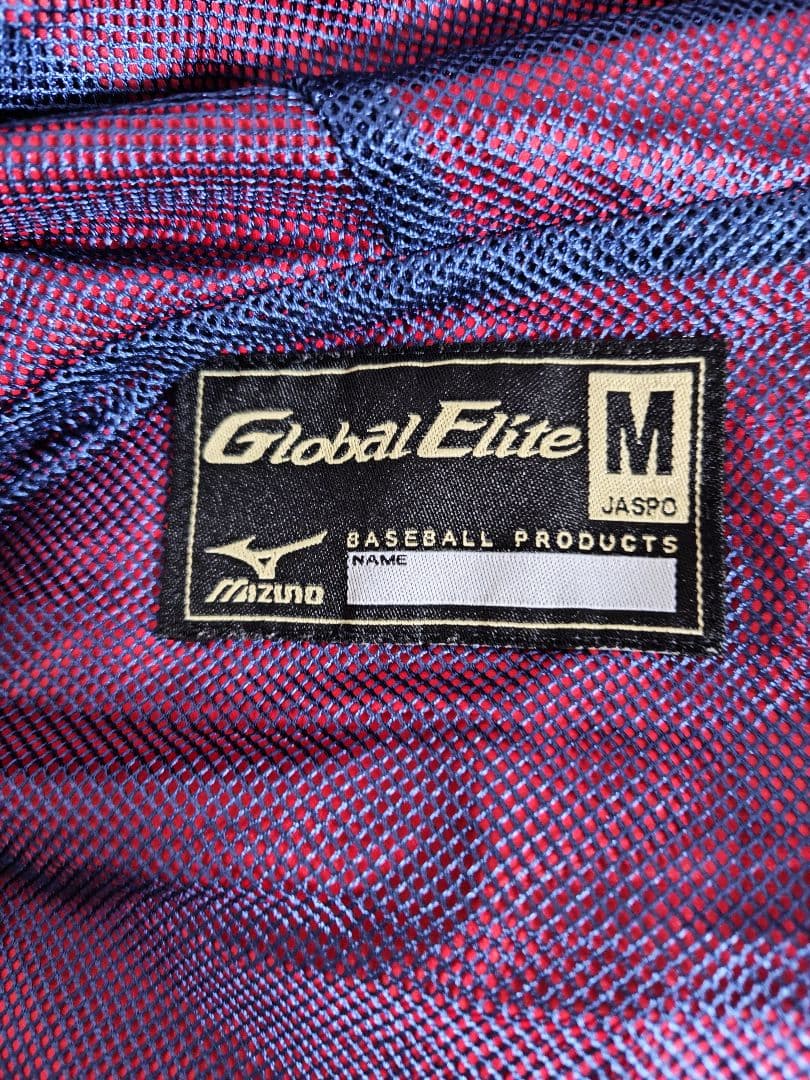 Global Elite
M
JASPO
BASEBALL PRODUCTS
NAME
Mizuno